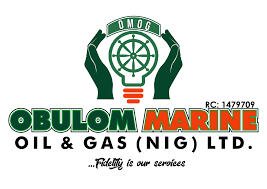 OMOG
RC: 1479709
OBULOM MARINE
OIL & GAS (NIG) LTD.
...Fidelity is our services